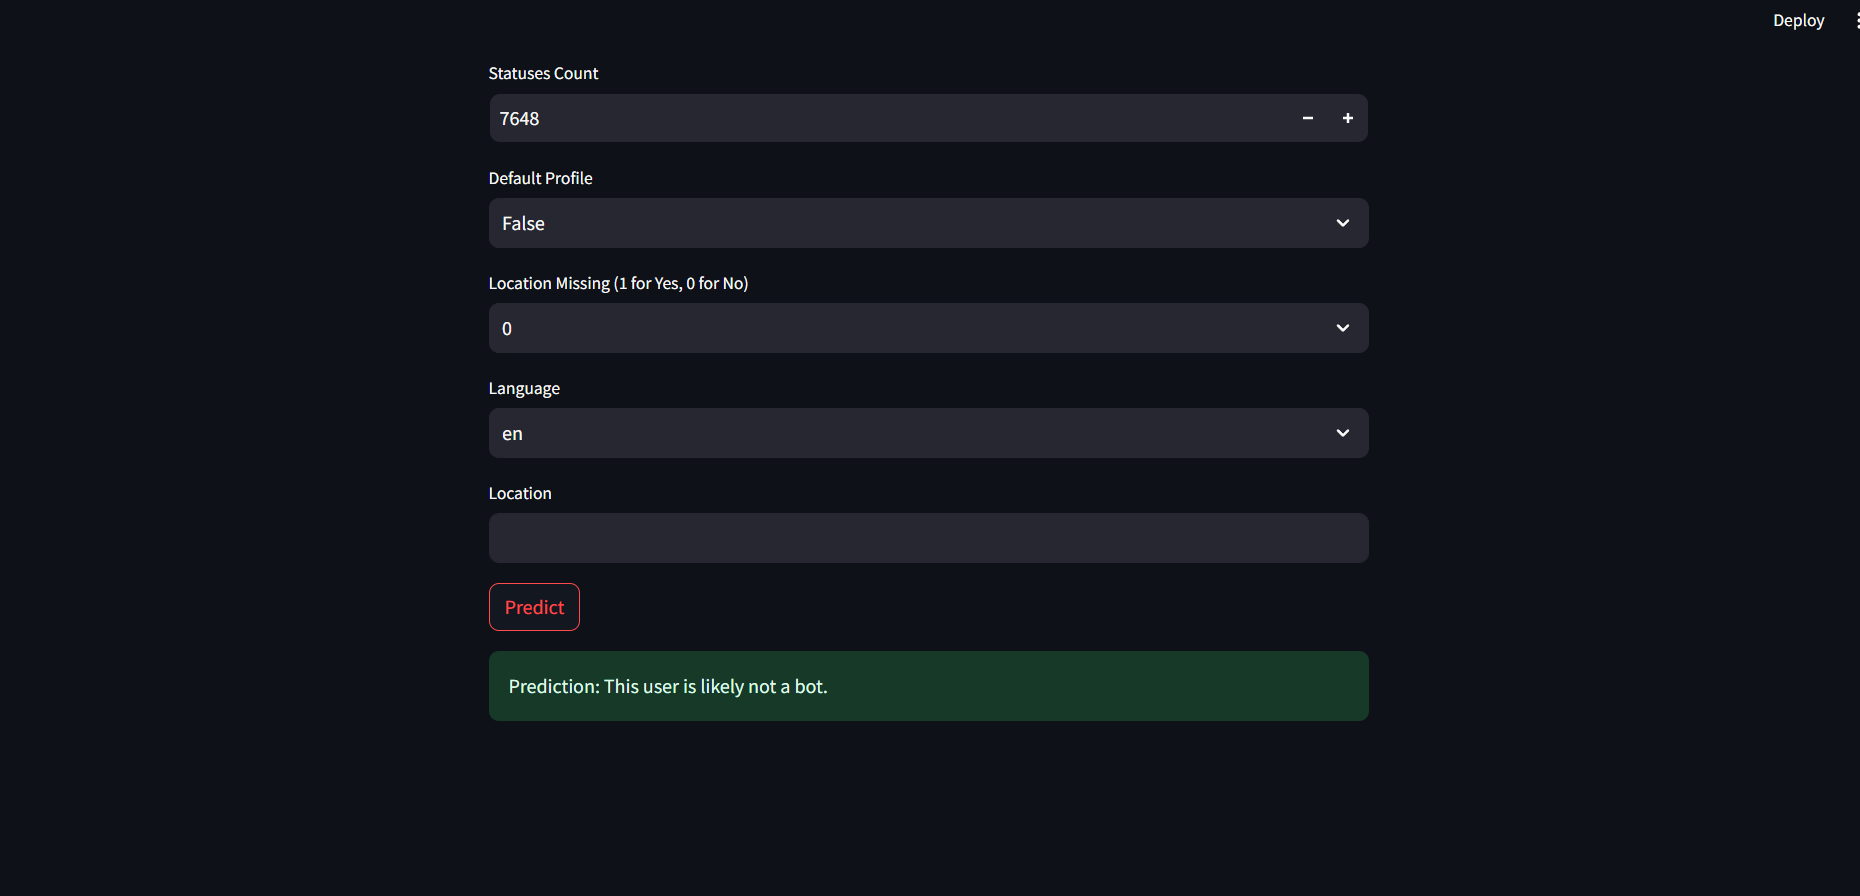 Deploy
Statuses Count
7648
Default Profile
False
Location Missing (1 for Yes, 0 for No)
0
Language
en
Location
Predict
Prediction: This user is likely not a bot.